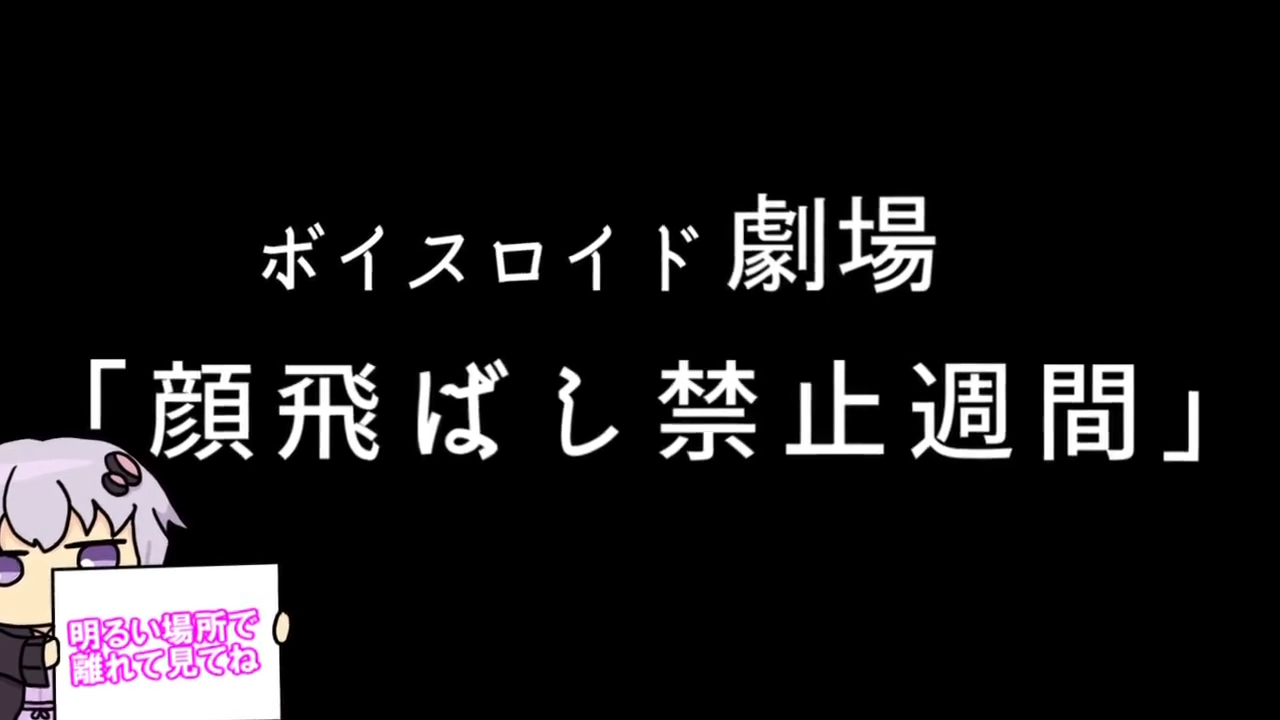 ボイスロイド劇場
「顔飛ばし禁止週間」
明るい場所で
離れて見てね